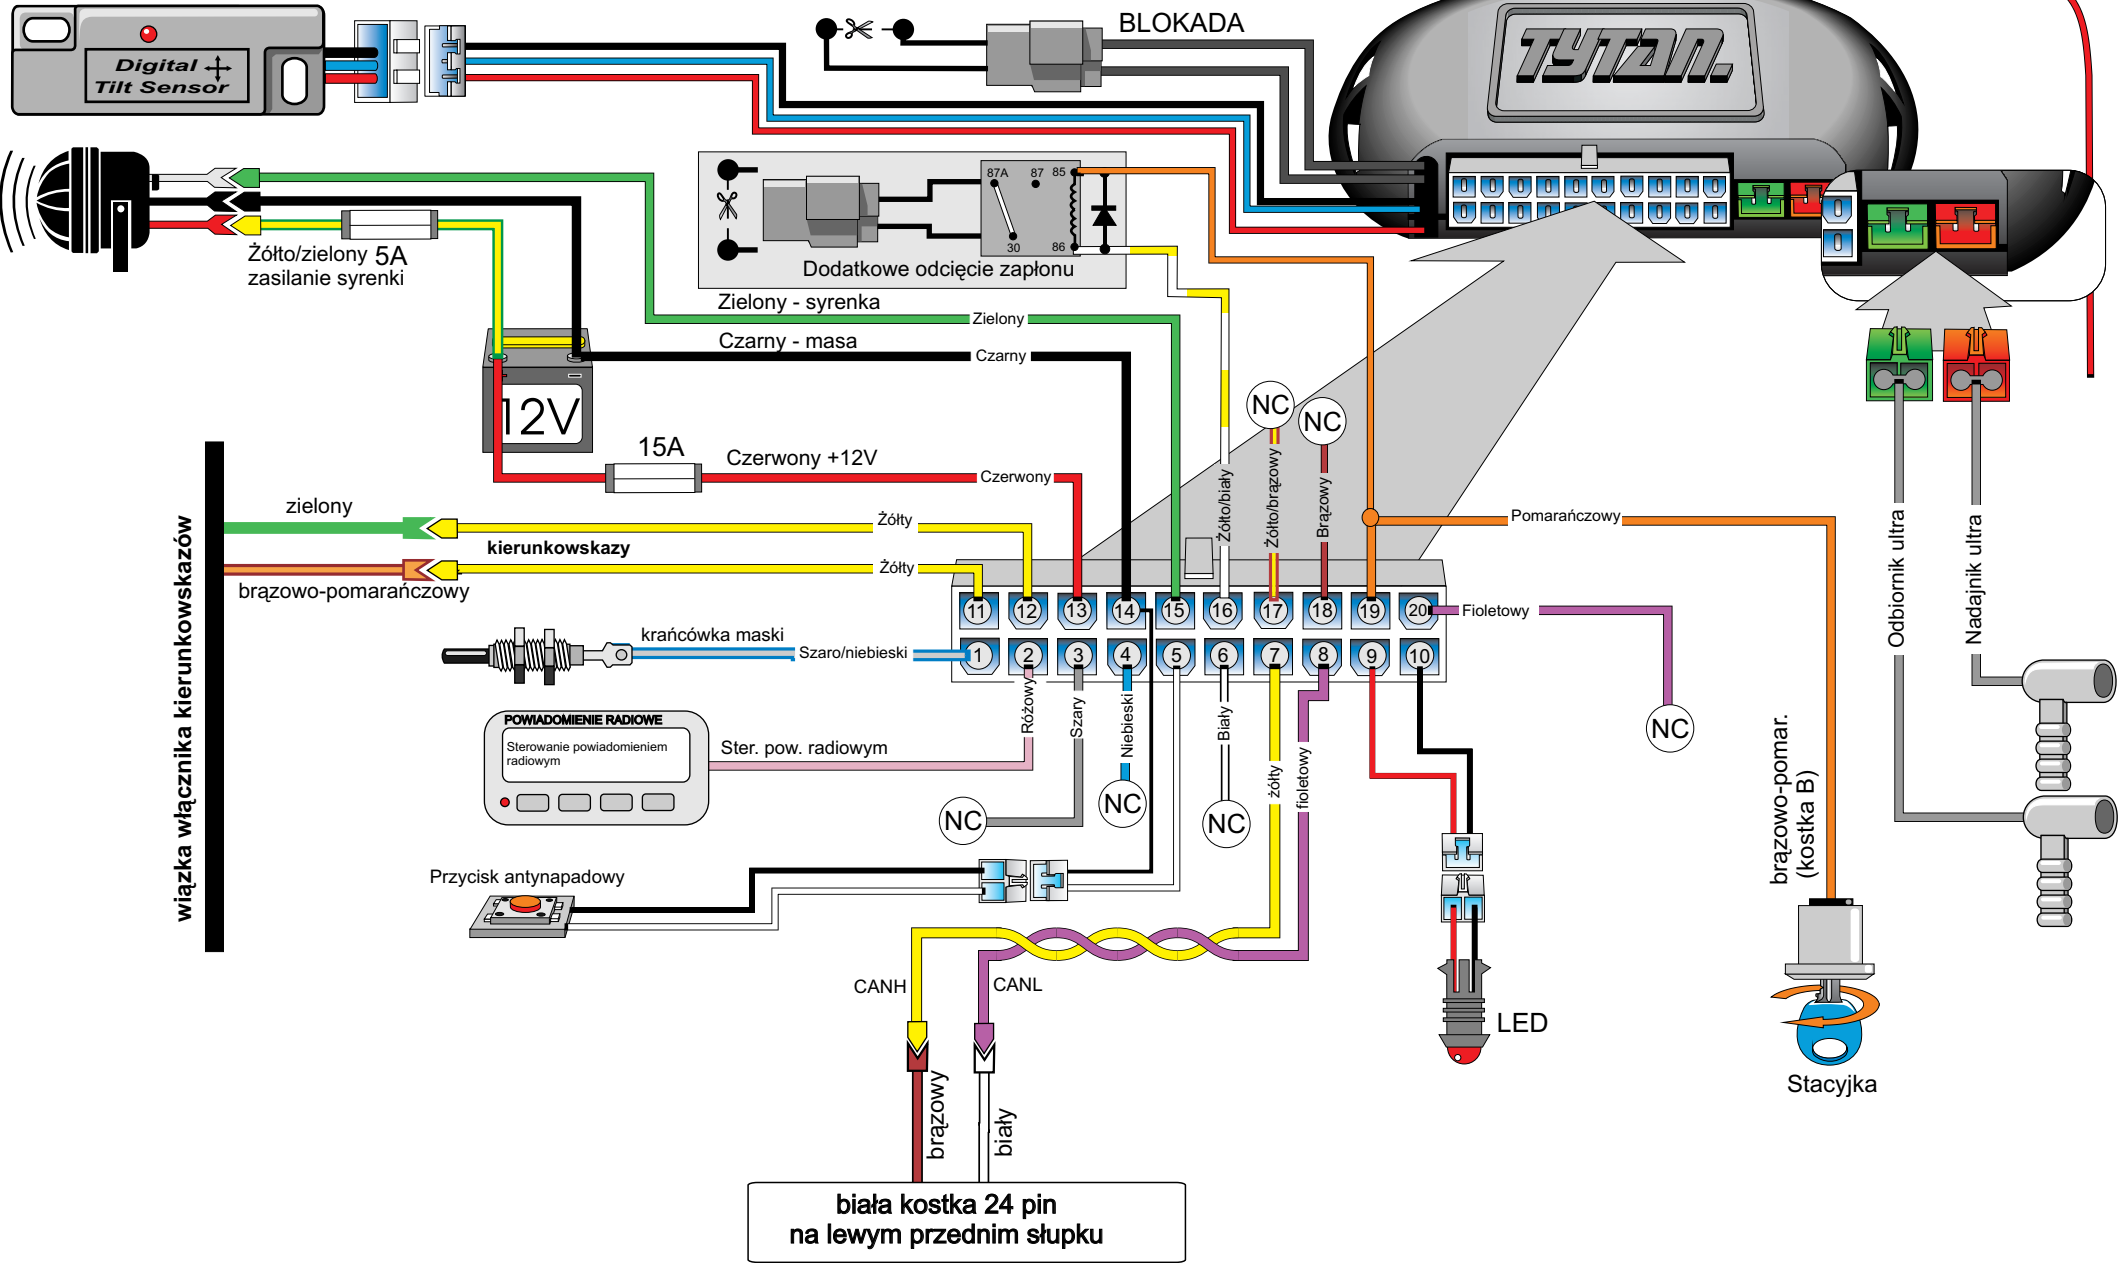 Digital
Tilt Sensor
BLOKADA
TYTAN.
Żółto/zielony 5A
zasilanie syrenki
87A
87
85
30
86
Dodatkowe odcięcie zapłonu
Zielony - syrenka
Zielony
Czarny - masa
Czarny
12V
15A
Czerwony +12V
Czerwony
NC
NC
Żółto/biały
Żółto/brązowy
Brązowy
Pomarańczowy
wiązka włącznika kierunkowskazów
zielony
Żółty
kierunkowskazy
Żółty
brązowo-pomarańczowy
11
12
13
14
15
16
17
18
19
20
Fioletowy
NC
krańcówka maski
Szaro/niebieski
1
2
3
4
5
6
7
8
9
10
Różowy
Szary
Niebieski
Biały
żółty
fioletowy
POWIADOMIENIE RADIOWE
Sterowanie powiadomieniem
radiowym
Ster. pow. radiowym
NC
NC
NC
Przycisk antynapadowy
CANH
CANL
brązowy
biały
biała kostka 24 pin
na lewym przednim słupku
LED
brązowo-pomar.
(kostka B)
Stacyjka
Odbiornik ultra
Nadajnik ultra